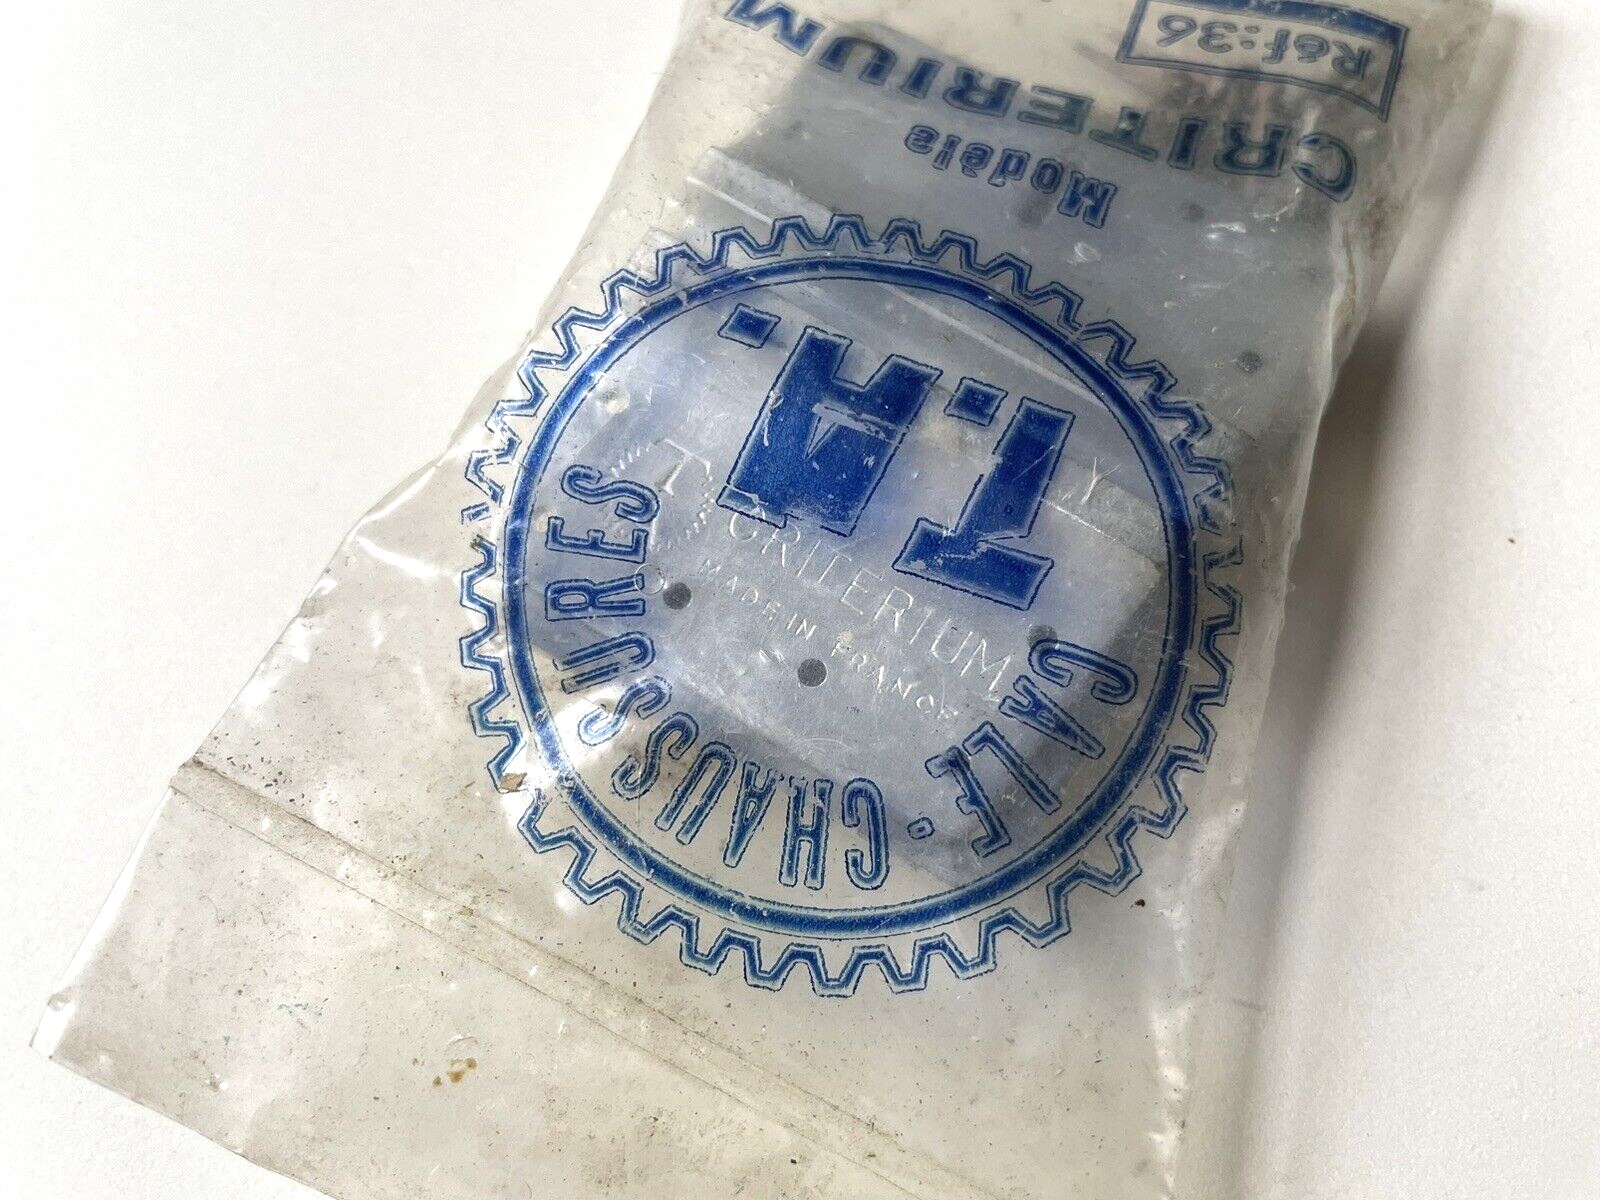 CALE.CHAUSSURES
T.A.
Modèle
CRITERIUM
Réf:36
T
CRITERIUM
MADE IN FRANCE